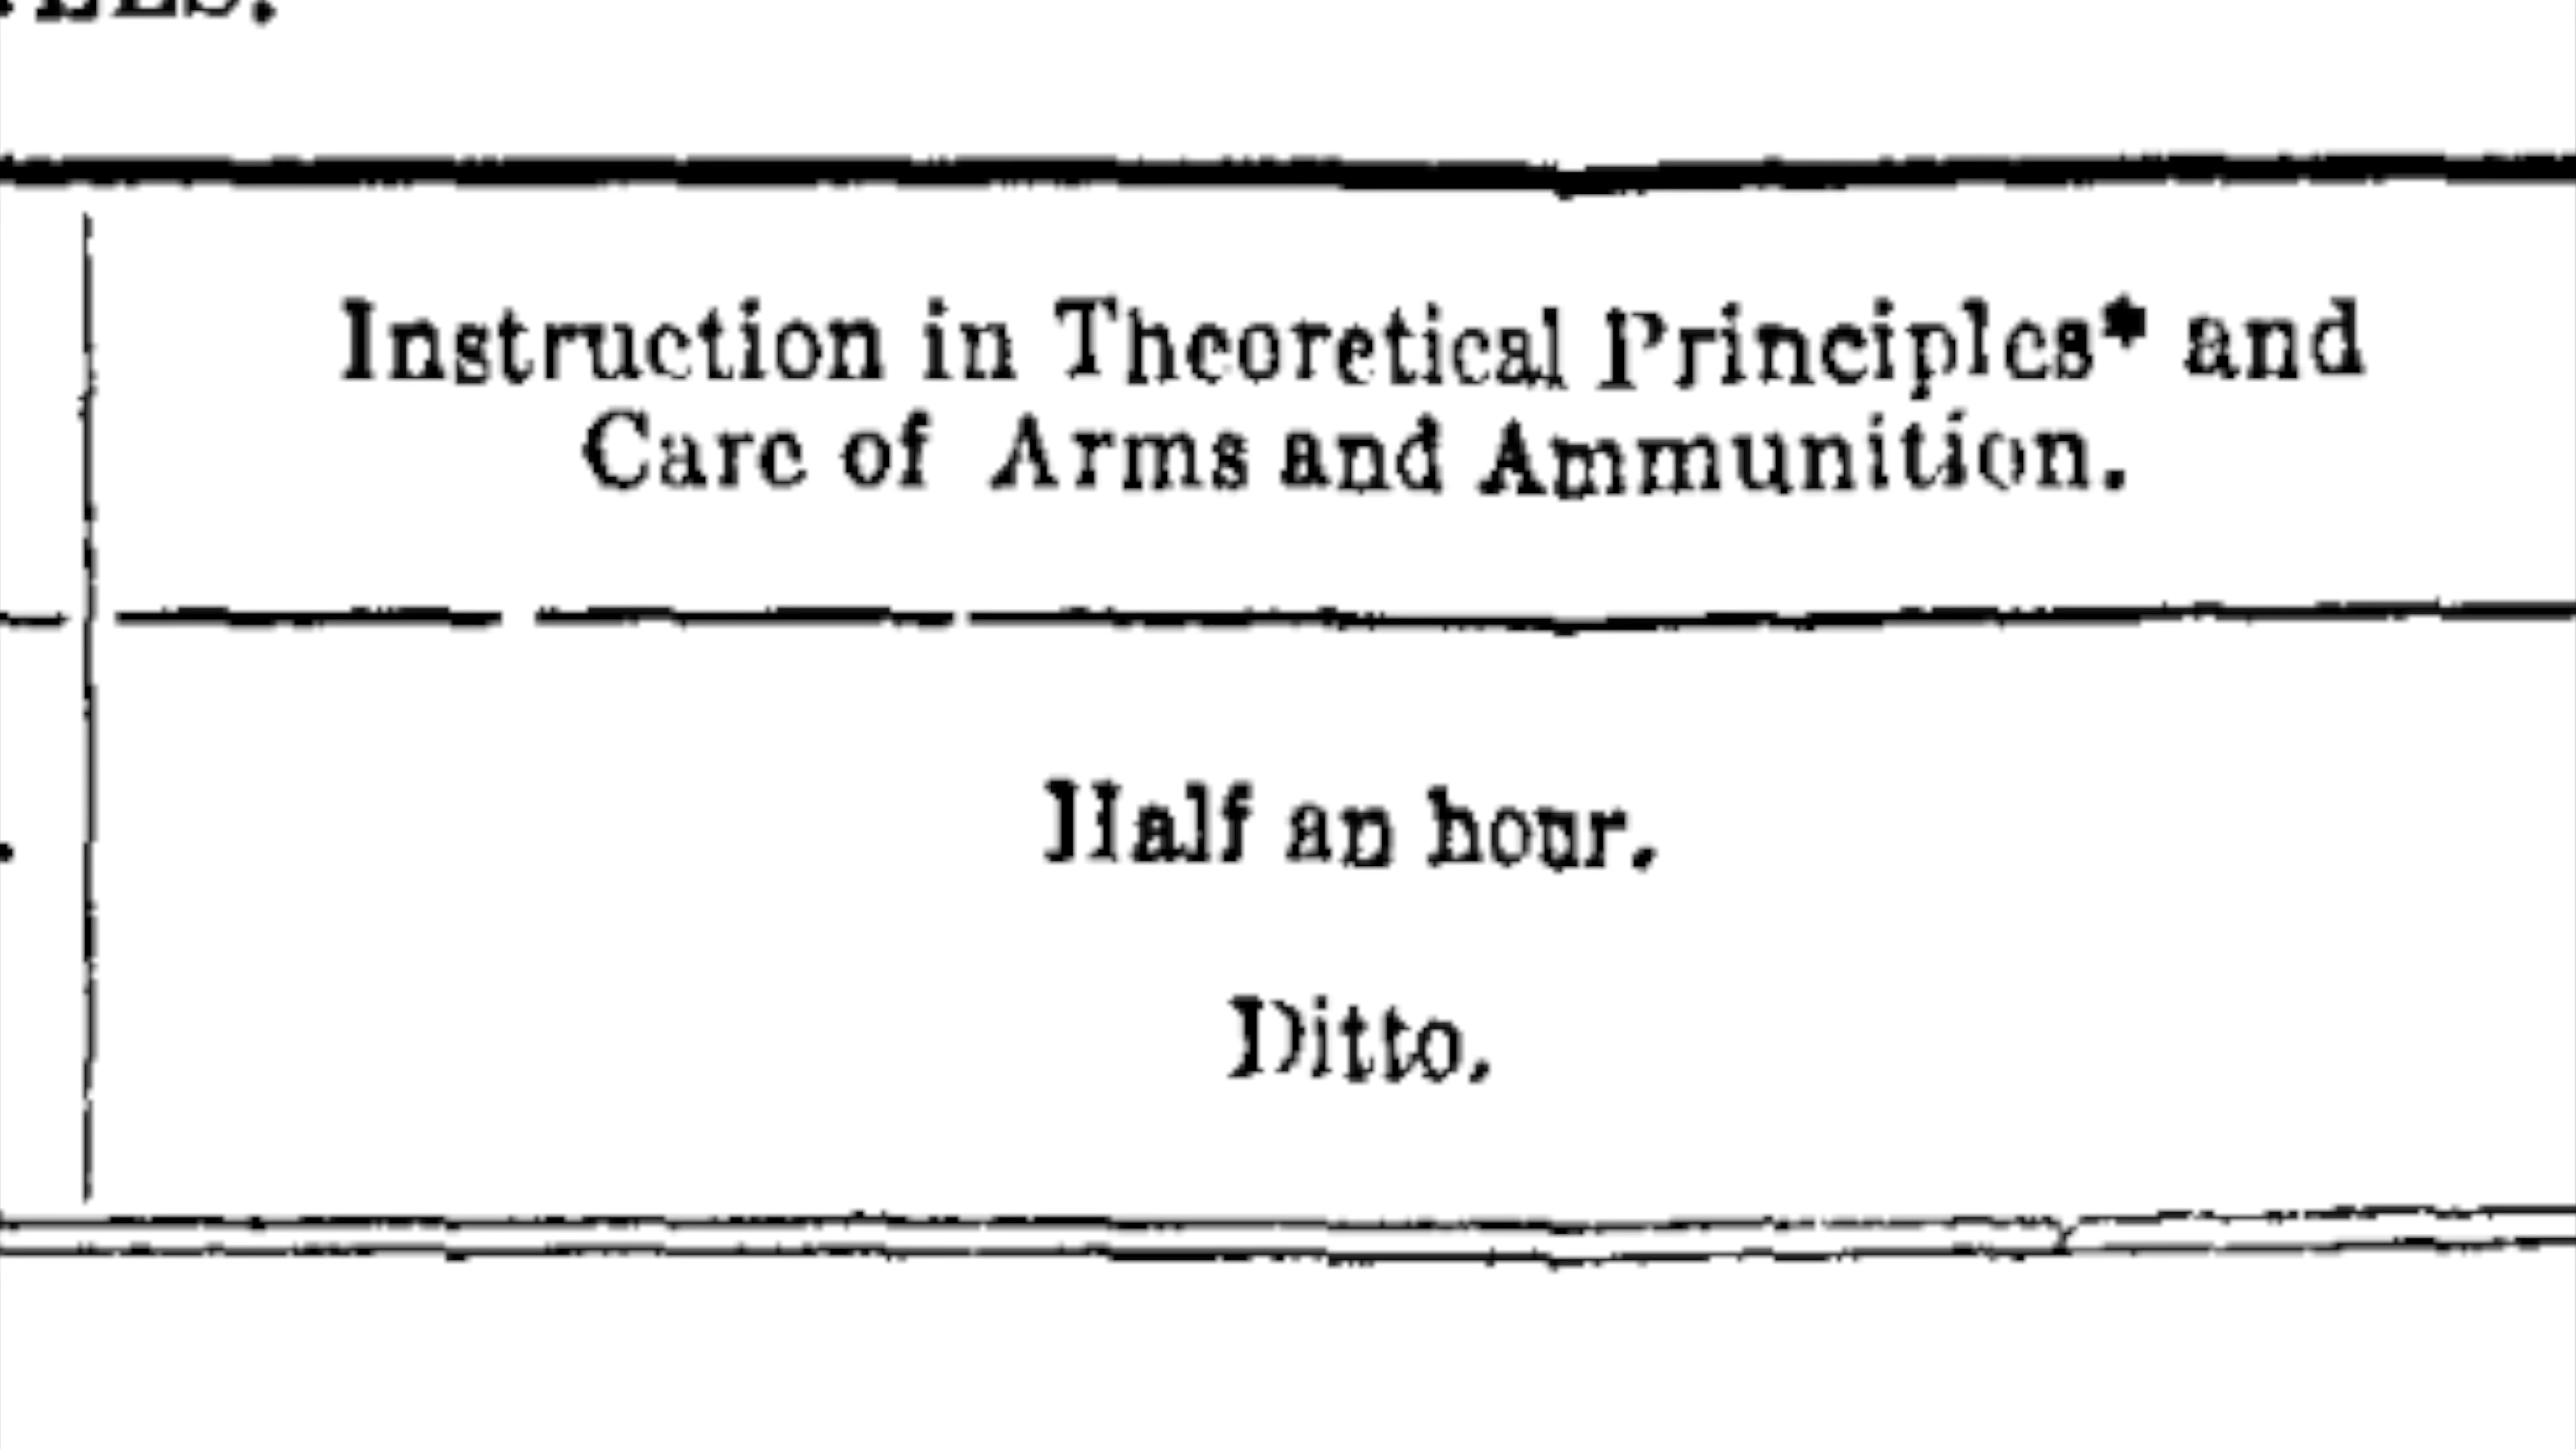 Instruction in Theoretical Principles* and
Care of Arms and Ammunition.
Half an hour.
Ditto.